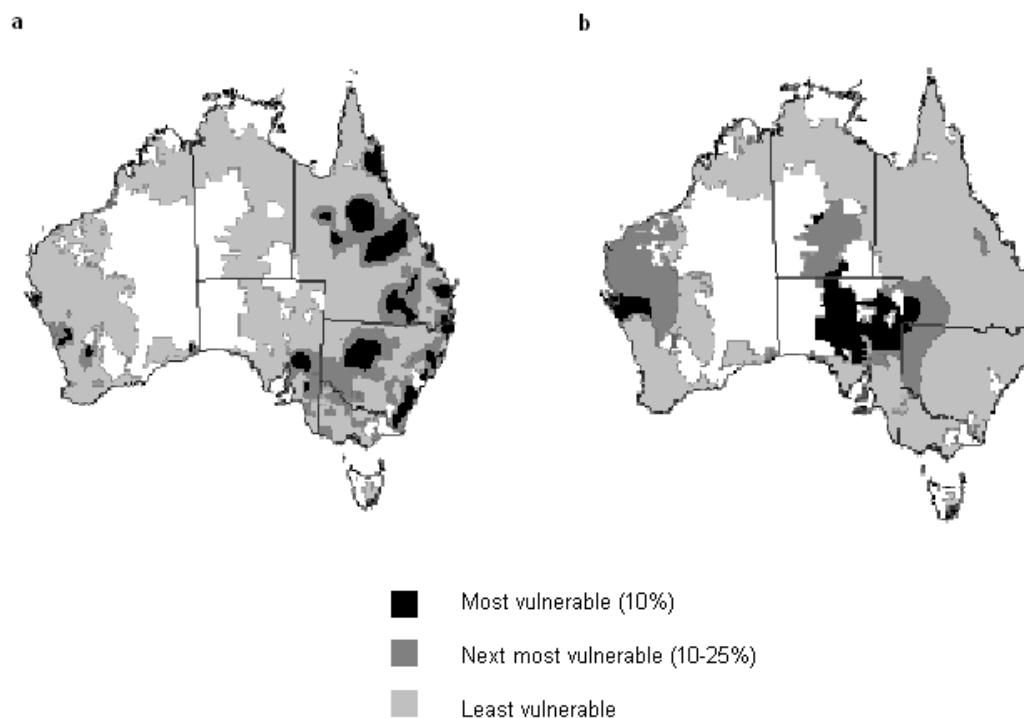 a
b
Most vulnerable (10%)
Next most vulnerable (10-25%)
Least vulnerable